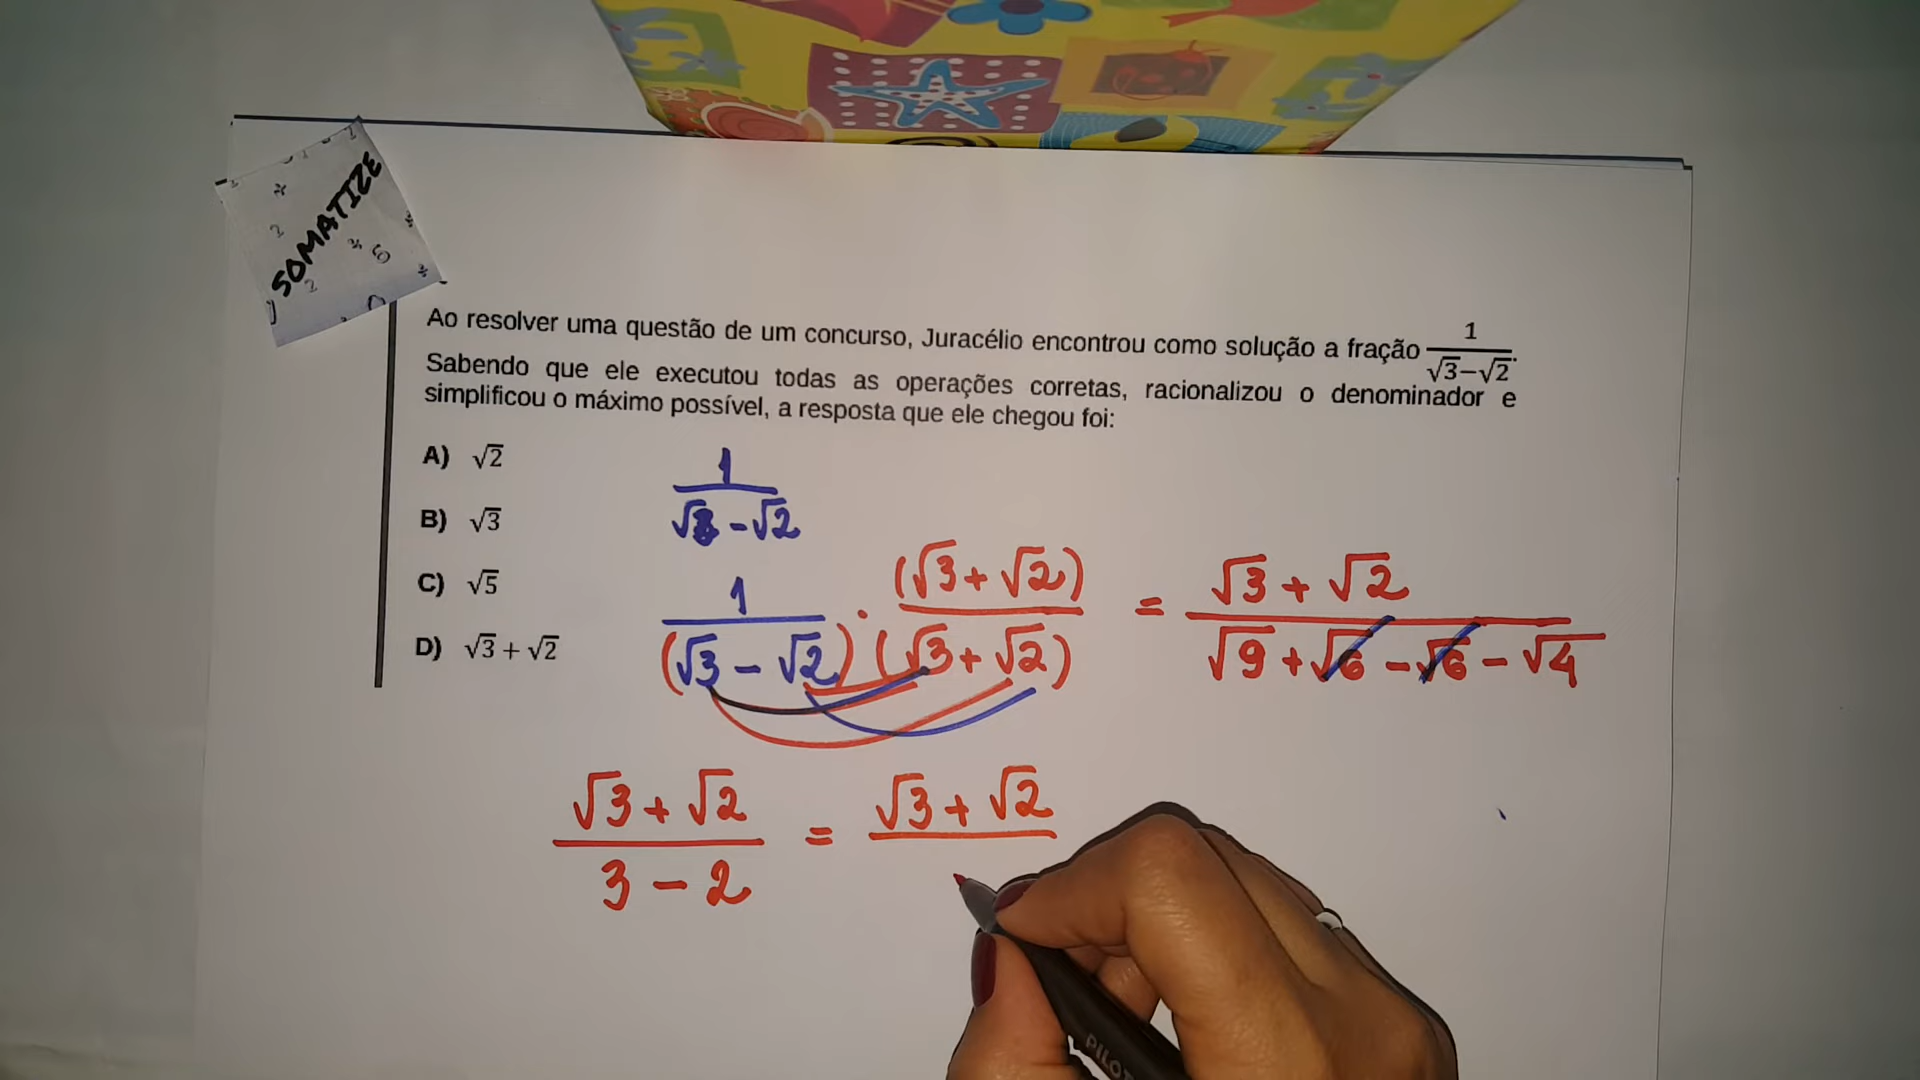 SOMATIZE
Ao resolver uma questão de um concurso, Juracélio encontrou como solução a fração 1/(√3−√2).
Sabendo que ele executou todas as operações corretas, racionalizou o denominador e
simplificou o máximo possível, a resposta que ele chegou foi:
A) √2
B) √3
C) √5
D) √3 + √2
1
√3 - √2
1 · (√3 + √2) = √3 + √2
(√3 - √2) (√3 + √2) √9 + √6 - √6 - √4
√3 + √2 = √3 + √2
3 - 2
PILOT